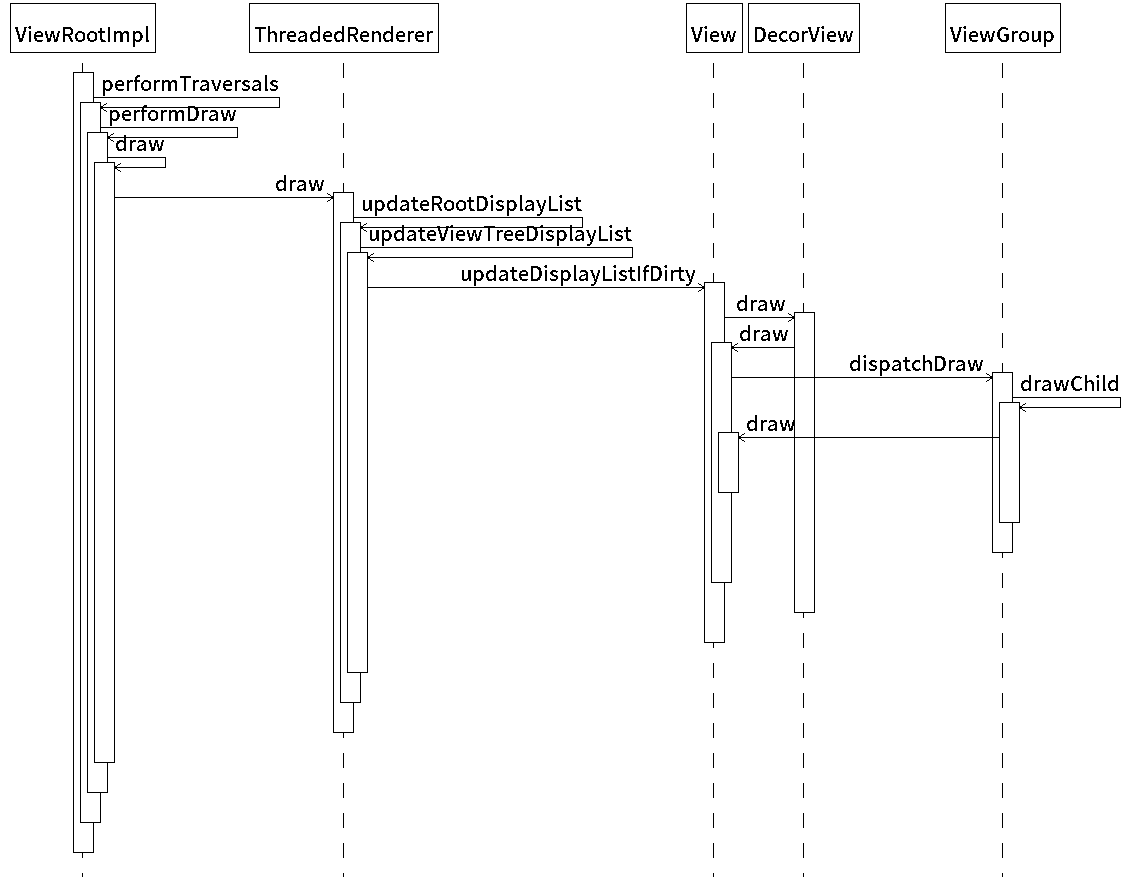 ViewRootImpl
ThreadedRenderer
View
DecorView
ViewGroup
performTraversals
performDraw
draw
draw
updateRootDisplayList
updateViewTreeDisplayList
updateDisplayListIfDirty
draw
draw
dispatchDraw
drawChild
draw